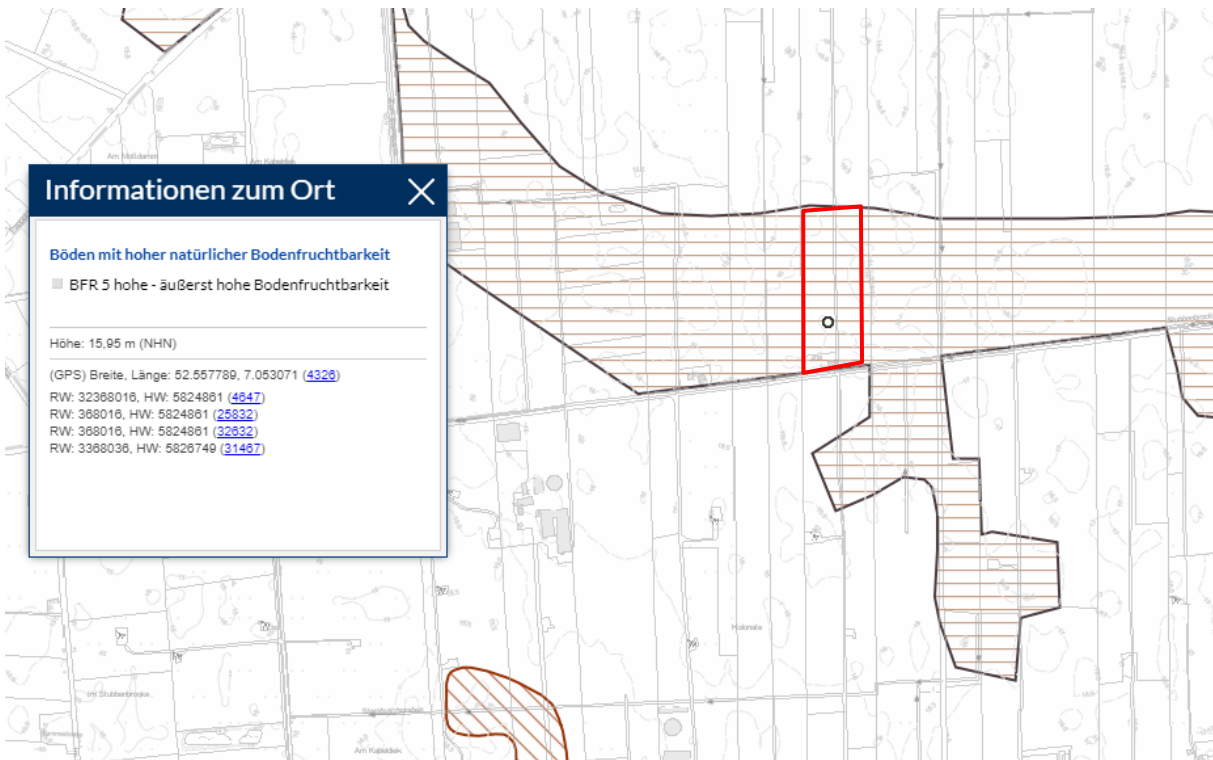 Am Moßdamm
Am Kabeldiek
Informationen zum Ort
Böden mit hoher natürlicher Bodenfruchtbarkeit
BFR 5 hohe - äußerst hohe Bodenfruchtbarkeit
Höhe: 15,95 m (NHN)
(GPS) Breite, Länge: 52.557789, 7.053071 (4326)
RW: 32368016, HW: 5824861 (4647)
RW: 368016, HW: 5824861 (25832)
RW: 368016, HW: 5824861 (32632)
RW: 3368036, HW: 5826749 (31467)
Kolonate
Im Stubbenbrooke
Am Kabeldiek